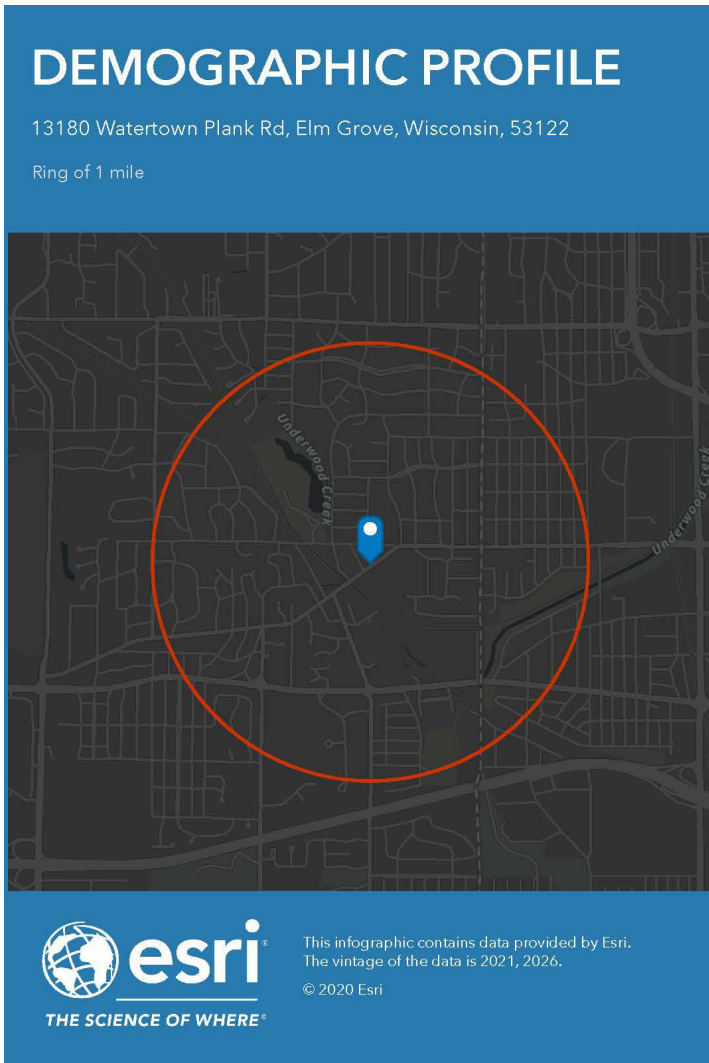 DEMOGRAPHIC PROFILE
13180 Watertown Plank Rd, Elm Grove, Wisconsin, 53122
Ring of 1 mile
Underwood Creek
Underwood Creek
esri®
THE SCIENCE OF WHERE®
This infographic contains data provided by Esri.
The vintage of the data is 2021, 2026.
© 2020 Esri